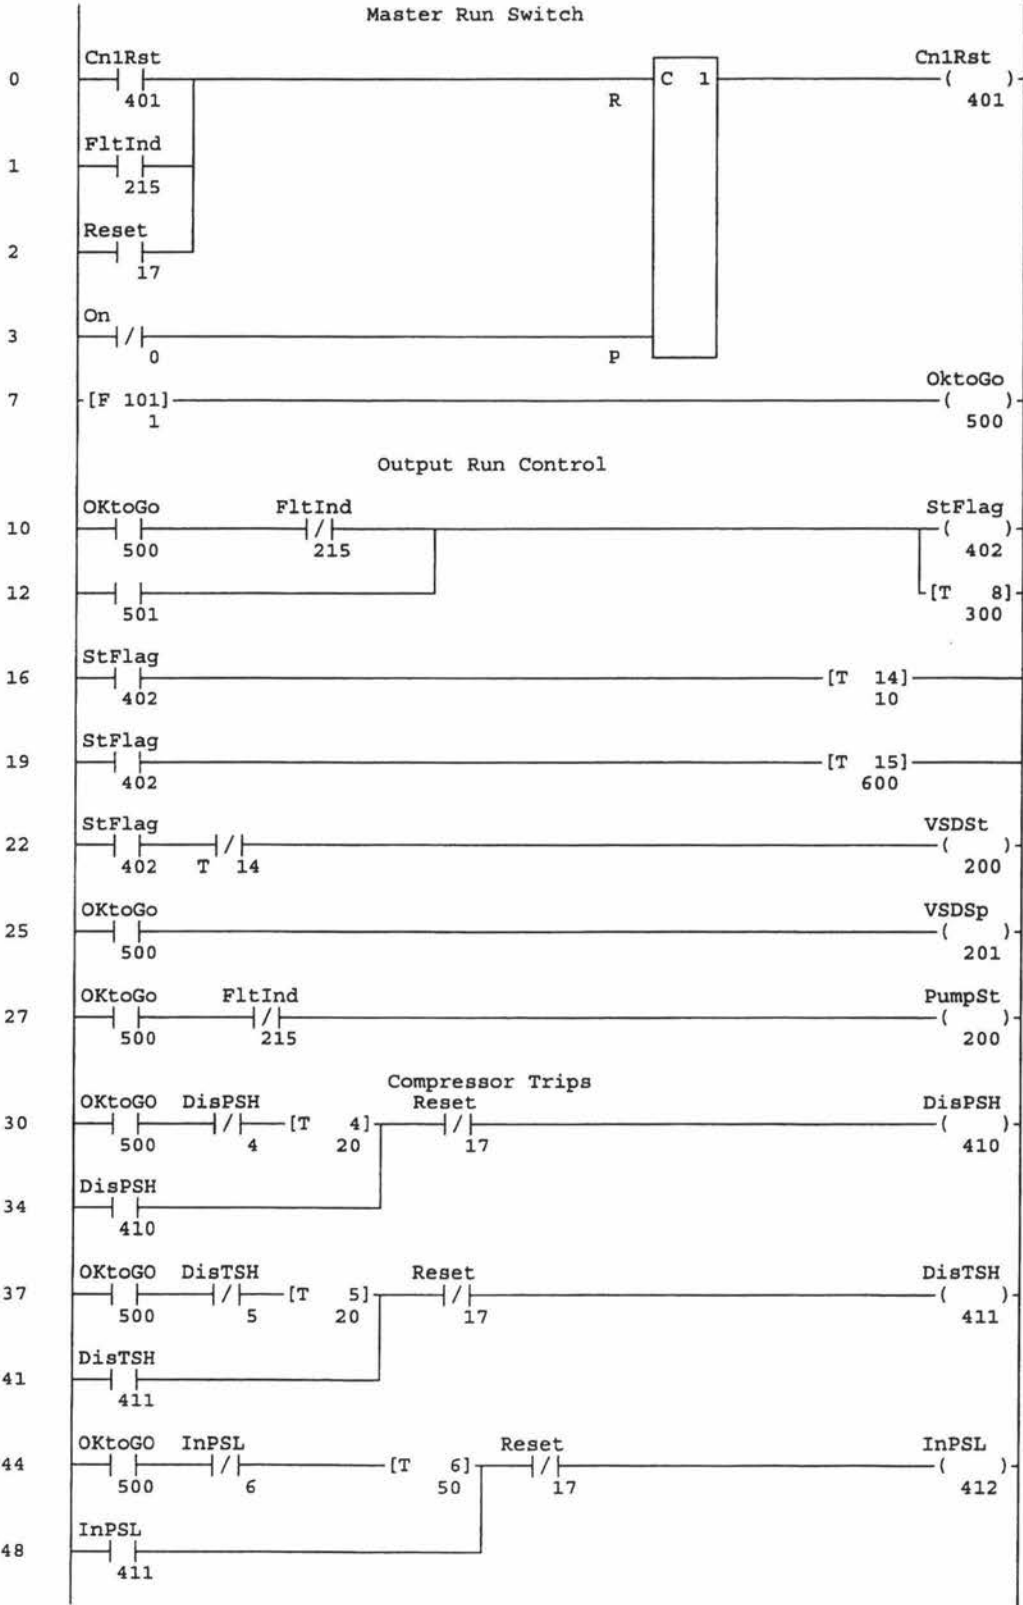 Master Run Switch
Cn1Rst Cn1Rst
0 C 1 ( )
401 R 401
FltInd
1
215
Reset
2
17
On
3
0 P
OktoGo
7 [F 101] ( )
1 500
Output Run Control
OKtoGo FltInd StFlag
10 ( )
500 215 402
12 [T 8]
501 300
StFlag
16 [T 14]
402 10
StFlag
19 [T 15]
402 600
StFlag VSDSt
22 ( )
402 T 14 200
OKtoGo VSDSp
25 ( )
500 201
OKtoGo FltInd PumpSt
27 ( )
500 215 200
Compressor Trips
OKtoGO DisPSH Reset DisPSH
30 [T 4] ( )
500 4 20 17 410
DisPSH
34
410
OKtoGO DisTSH Reset DisTSH
37 [T 5] ( )
500 5 20 17 411
DisTSH
41
411
OKtoGO InPSL Reset InPSL
44 [T 6] ( )
500 6 50 17 412
InPSL
48
411